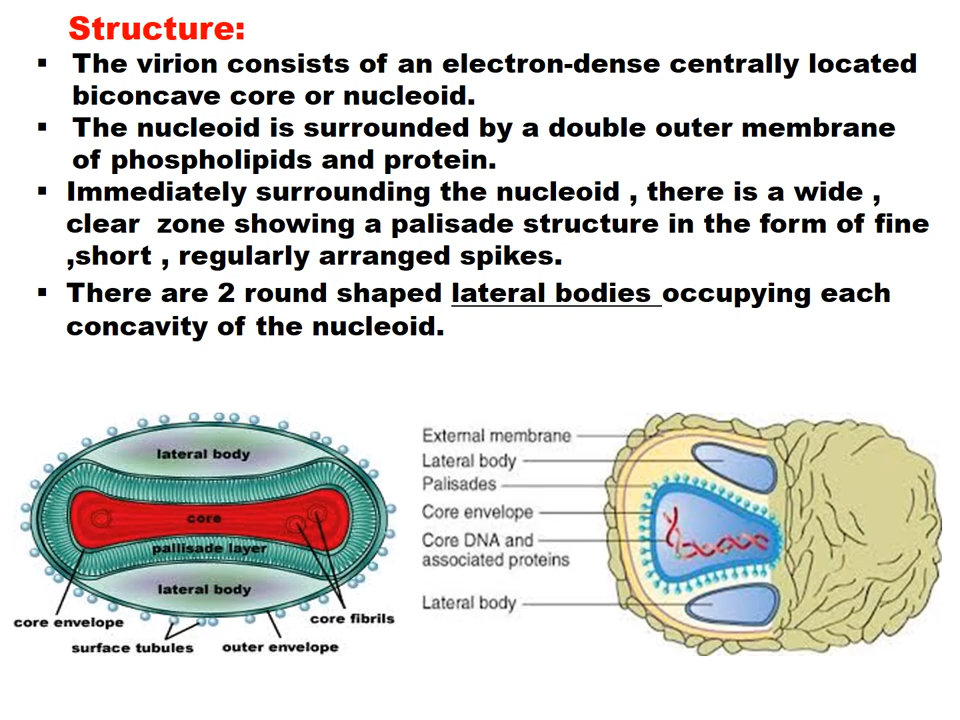 Structure:
▪ The virion consists of an electron-dense centrally located
biconcave core or nucleoid.
▪ The nucleoid is surrounded by a double outer membrane
of phospholipids and protein.
▪ Immediately surrounding the nucleoid , there is a wide ,
clear zone showing a palisade structure in the form of fine
,short , regularly arranged spikes.
▪ There are 2 round shaped lateral bodies occupying each
concavity of the nucleoid.
lateral body
core
pallisade layer
lateral body
core envelope
core fibrils
surface tubules
outer envelope
External membrane
Lateral body
Palisades
Core envelope
Core DNA and
associated proteins
Lateral body